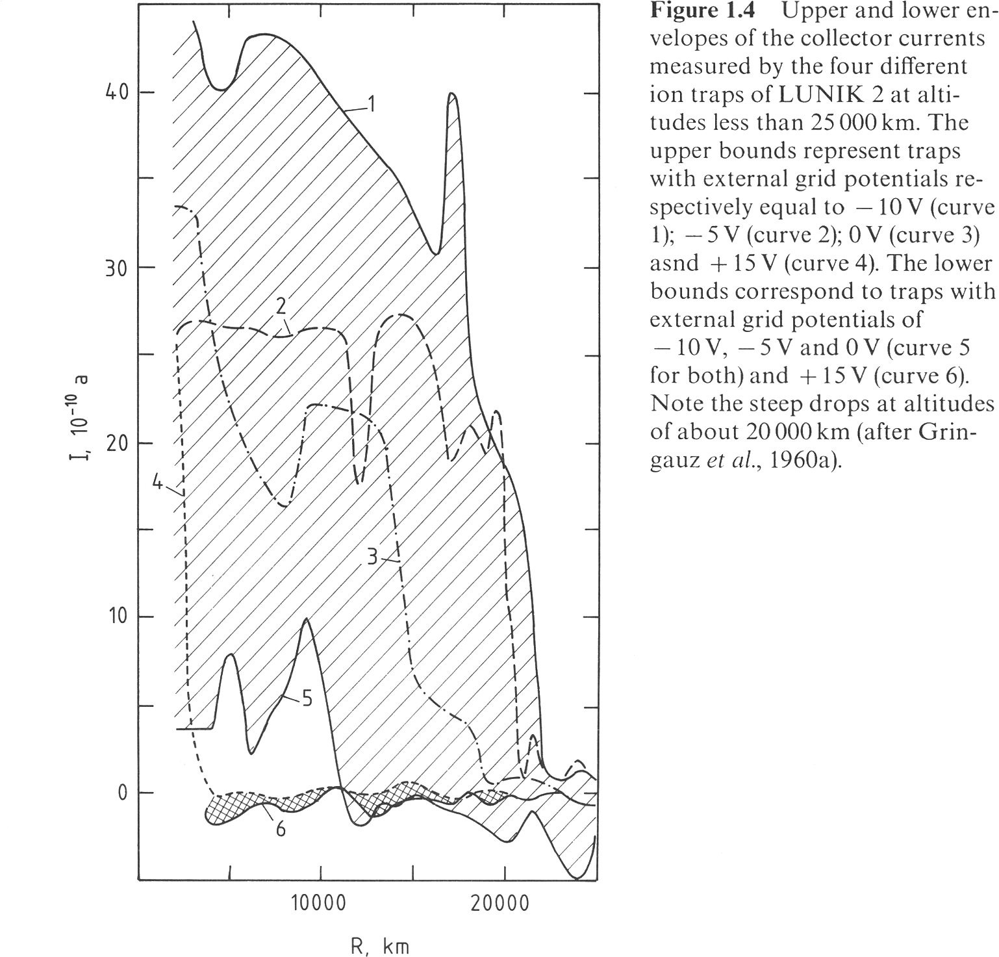 40
30
20
10
0
I, 10⁻¹⁰ a
1
2
3
4
5
6
10000
20000
R, km
Figure 1.4 Upper and lower en-
velopes of the collector currents
measured by the four different
ion traps of LUNIK 2 at alti-
tudes less than 25 000 km. The
upper bounds represent traps
with external grid potentials re-
spectively equal to − 10 V (curve
1); − 5 V (curve 2); 0 V (curve 3)
asnd + 15 V (curve 4). The lower
bounds correspond to traps with
external grid potentials of
− 10 V, − 5 V and 0 V (curve 5
for both) and + 15 V (curve 6).
Note the steep drops at altitudes
of about 20 000 km (after Grin-
gauz et al., 1960a).